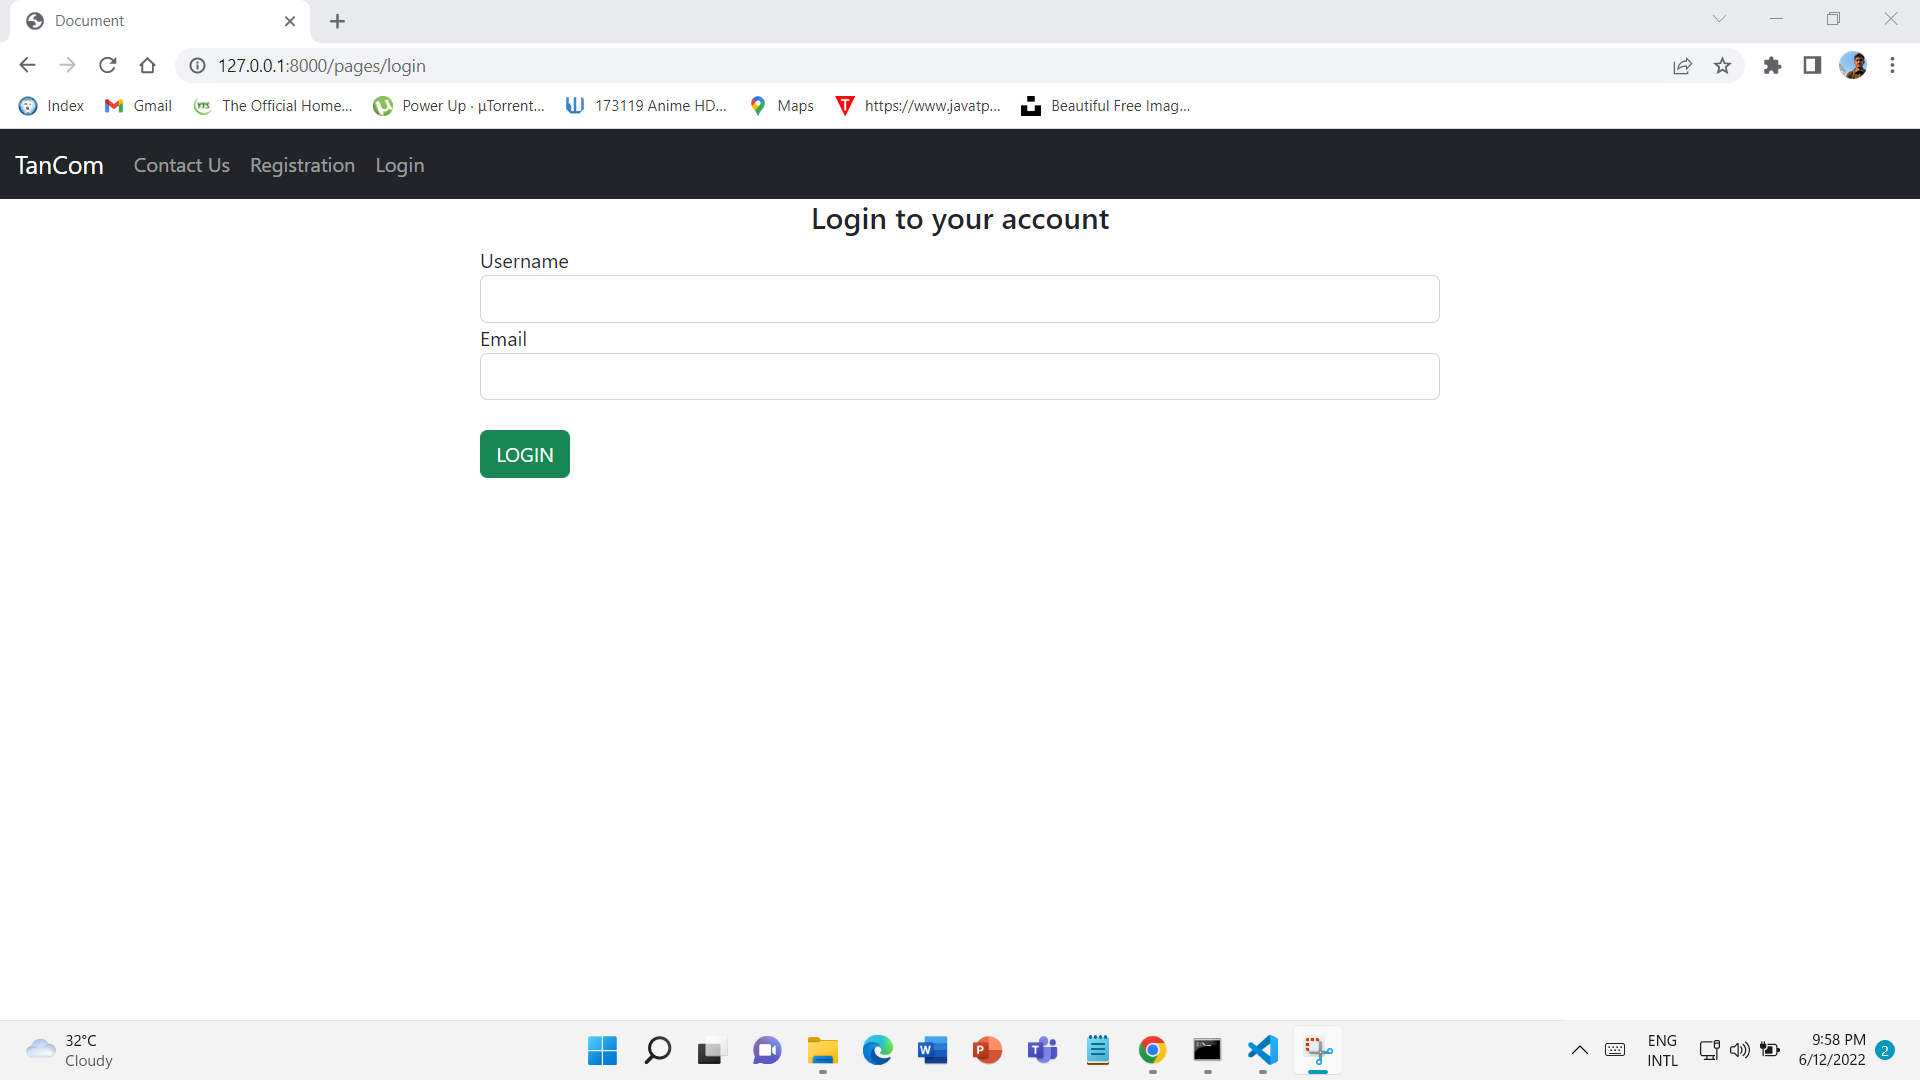 Document
127.0.0.1:8000/pages/login
Index Gmail The Official Home... Power Up · µTorrent... 173119 Anime HD... Maps https://www.javatp... Beautiful Free Imag...
TanCom Contact Us Registration Login
Login to your account
Username
Email
LOGIN
32°C
Cloudy
ENG
INTL
9:58 PM
6/12/2022
2